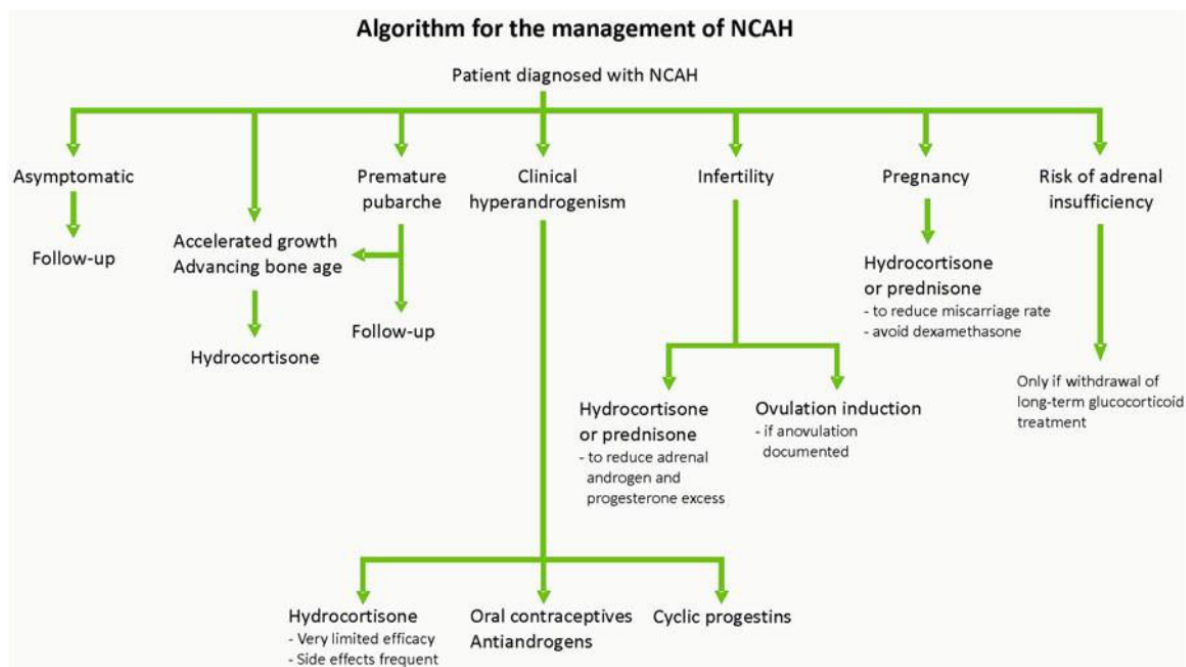 Algorithm for the management of NCAH
Patient diagnosed with NCAH
Asymptomatic
Follow-up
Accelerated growth
Advancing bone age
Hydrocortisone
Premature
pubarche
Follow-up
Clinical
hyperandrogenism
Hydrocortisone
- Very limited efficacy
- Side effects frequent
Oral contraceptives
Antiandrogens
Cyclic progestins
Infertility
Hydrocortisone
or prednisone
- to reduce adrenal
androgen and
progesterone excess
Ovulation induction
- if anovulation
documented
Pregnancy
Hydrocortisone
or prednisone
- to reduce miscarriage rate
- avoid dexamethasone
Risk of adrenal
insufficiency
Only if withdrawal of
long-term glucocorticoid
treatment